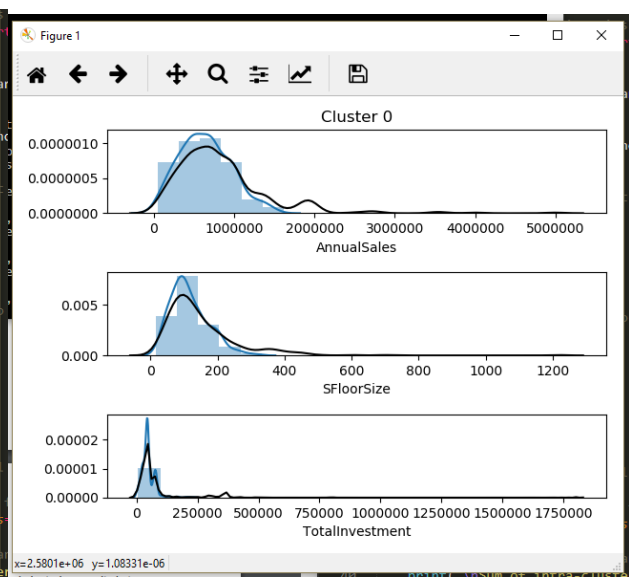 Figure 1
Cluster 0
0.0000010
0.0000005
0.0000000
0 1000000 2000000 3000000 4000000 5000000
AnnualSales
0.005
0.000
0 200 400 600 800 1000 1200
SFloorSize
0.00002
0.00001
0.00000
0 250000 500000 750000 1000000 1250000 1500000 1750000
TotalInvestment
x=2.5801e+06 y=1.08331e-06